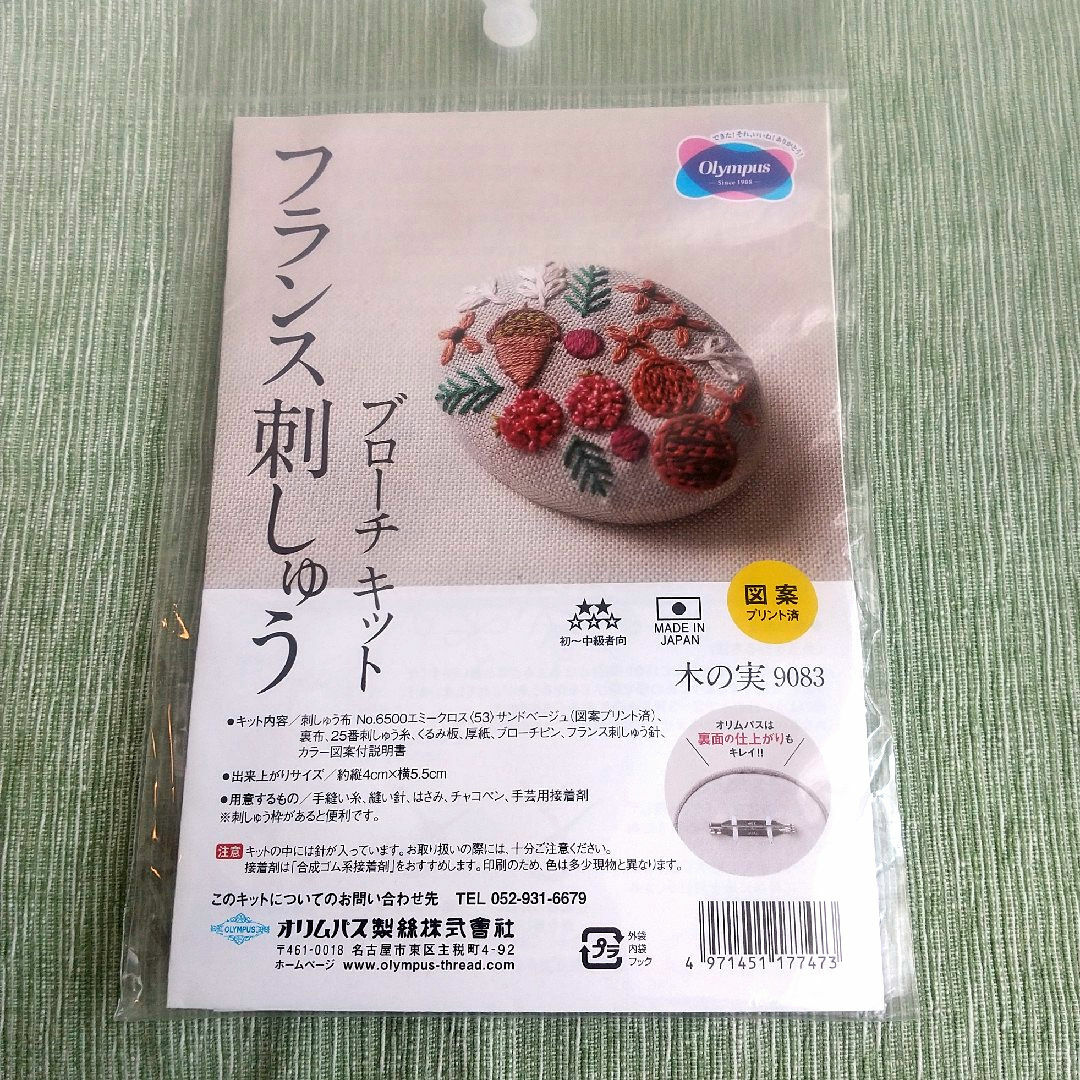 できた!それ、いいね!ありがとう!
Olympus
Since 1908
フランス刺しゅう
ブローチ キット
初〜中級者向
MADE IN
JAPAN
図案
プリント済
木の実 9083
●キット内容/刺しゅう布 No.6500エミークロス〈53〉サンドベージュ(図案プリント済)、
裏布、25番刺しゅう糸、くるみ板、厚紙、ブローチピン、フランス刺しゅう針、
カラー図案付説明書
●出来上がりサイズ/約縦4cm×横5.5cm
●用意するもの/手縫い糸、縫い針、はさみ、チャコペン、手芸用接着剤
※刺しゅう枠があると便利です。
オリムパスは
裏面の仕上がりも
キレイ!!
注意 キットの中には針が入っています。お取り扱いの際には、十分ご注意ください。
接着剤は「合成ゴム系接着剤」をおすすめします。印刷のため、色は多少現物と異なります。
このキットについてのお問い合わせ先 TEL 052-931-6679
OLYMPUS オリムパス製絲株式會社
〒461-0018 名古屋市東区主税町4-92
ホームページ www.olympus-thread.com
プラ
外袋
内袋
フック
4 971451 177473